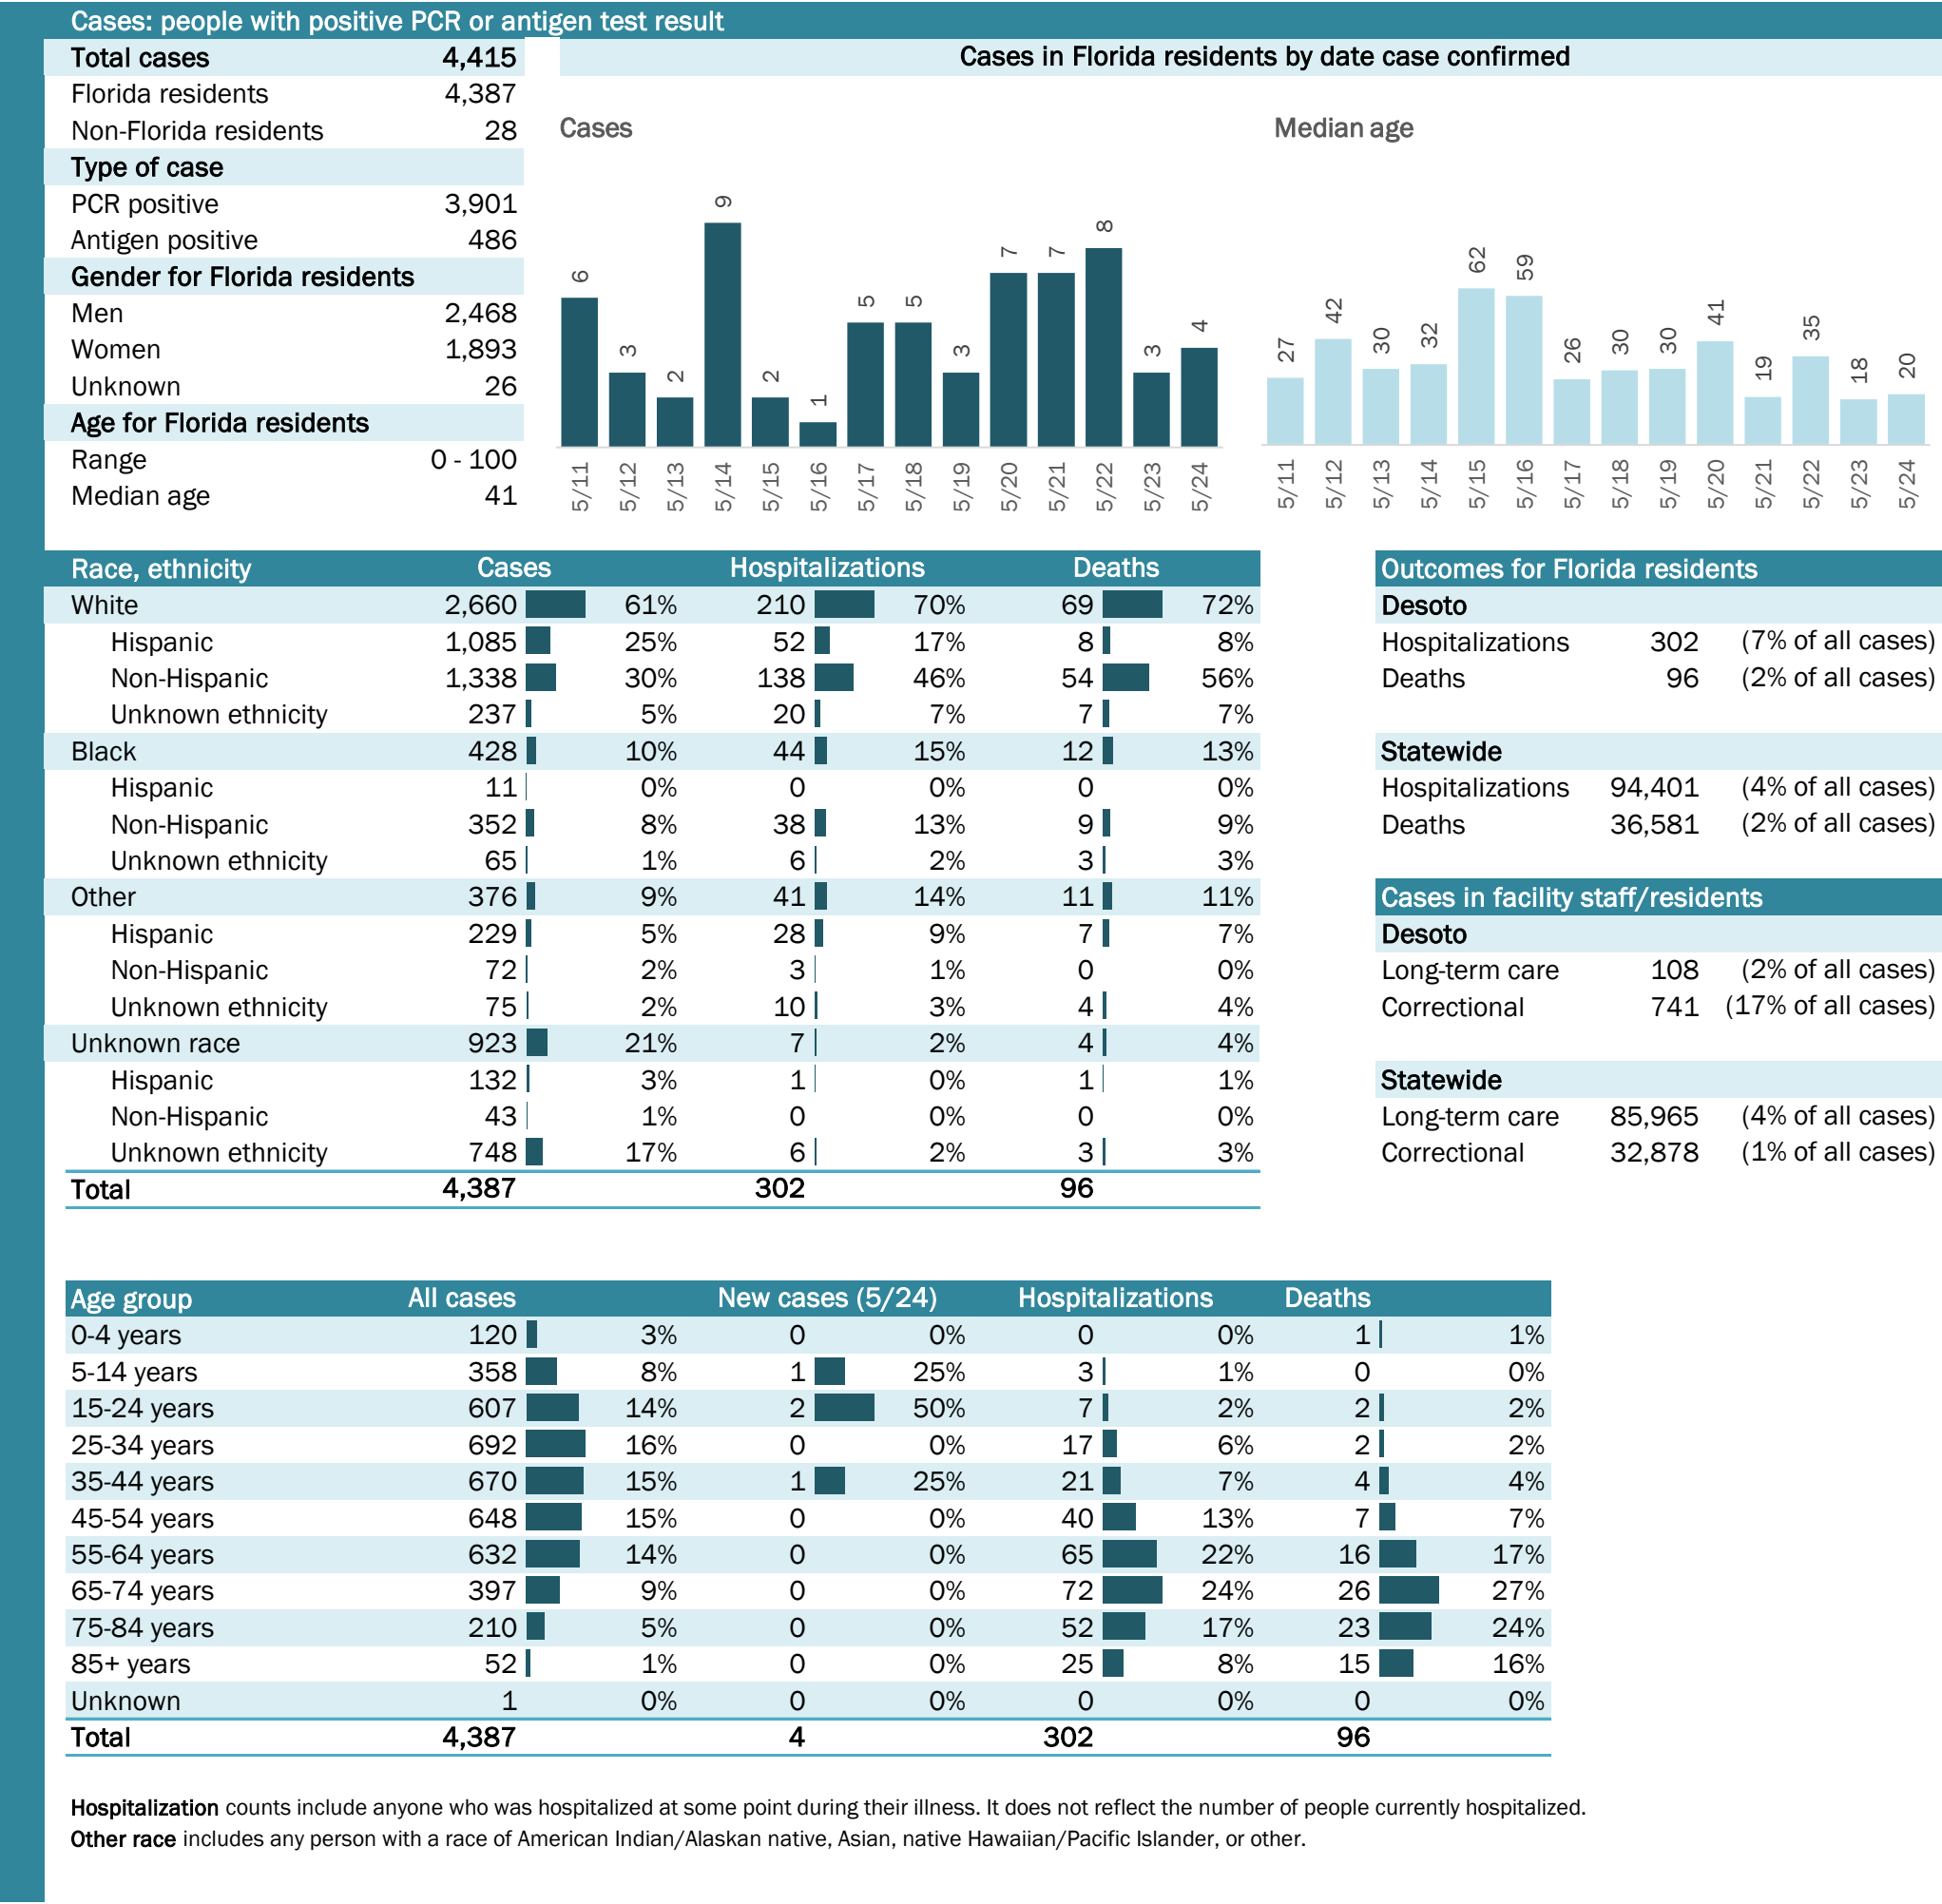 Cases: people with positive PCR or antigen test result
Total cases 4,415
Florida residents 4,387
Non-Florida residents 28
Type of case
PCR positive 3,901
Antigen positive 486
Gender for Florida residents
Men 2,468
Women 1,893
Unknown 26
Age for Florida residents
Range 0 - 100
Median age 41
Cases in Florida residents by date case confirmed
Cases
6 3 2 9 2 1 5 5 3 7 7 8 3 4
5/11 5/12 5/13 5/14 5/15 5/16 5/17 5/18 5/19 5/20 5/21 5/22 5/23 5/24
Median age
27 42 30 32 62 59 26 30 30 41 19 35 18 20
5/11 5/12 5/13 5/14 5/15 5/16 5/17 5/18 5/19 5/20 5/21 5/22 5/23 5/24
Race, ethnicity Cases Hospitalizations Deaths
White 2,660 61% 210 70% 69 72%
Hispanic 1,085 25% 52 17% 8 8%
Non-Hispanic 1,338 30% 138 46% 54 56%
Unknown ethnicity 237 5% 20 7% 7 7%
Black 428 10% 44 15% 12 13%
Hispanic 11 0% 0 0% 0 0%
Non-Hispanic 352 8% 38 13% 9 9%
Unknown ethnicity 65 1% 6 2% 3 3%
Other 376 9% 41 14% 11 11%
Hispanic 229 5% 28 9% 7 7%
Non-Hispanic 72 2% 3 1% 0 0%
Unknown ethnicity 75 2% 10 3% 4 4%
Unknown race 923 21% 7 2% 4 4%
Hispanic 132 3% 1 0% 1 1%
Non-Hispanic 43 1% 0 0% 0 0%
Unknown ethnicity 748 17% 6 2% 3 3%
Total 4,387 302 96
Outcomes for Florida residents
Desoto
Hospitalizations 302 (7% of all cases)
Deaths 96 (2% of all cases)
Statewide
Hospitalizations 94,401 (4% of all cases)
Deaths 36,581 (2% of all cases)
Cases in facility staff/residents
Desoto
Long-term care 108 (2% of all cases)
Correctional 741 (17% of all cases)
Statewide
Long-term care 85,965 (4% of all cases)
Correctional 32,878 (1% of all cases)
Age group All cases New cases (5/24) Hospitalizations Deaths
0-4 years 120 3% 0 0% 0 0% 1 1%
5-14 years 358 8% 1 25% 3 1% 0 0%
15-24 years 607 14% 2 50% 7 2% 2 2%
25-34 years 692 16% 0 0% 17 6% 2 2%
35-44 years 670 15% 1 25% 21 7% 4 4%
45-54 years 648 15% 0 0% 40 13% 7 7%
55-64 years 632 14% 0 0% 65 22% 16 17%
65-74 years 397 9% 0 0% 72 24% 26 27%
75-84 years 210 5% 0 0% 52 17% 23 24%
85+ years 52 1% 0 0% 25 8% 15 16%
Unknown 1 0% 0 0% 0 0% 0 0%
Total 4,387 4 302 96
Hospitalization counts include anyone who was hospitalized at some point during their illness. It does not reflect the number of people currently hospitalized.
Other race includes any person with a race of American Indian/Alaskan native, Asian, native Hawaiian/Pacific Islander, or other.